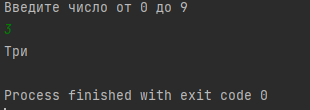 Введите число от 0 до 9
3
Три
Process finished with exit code 0